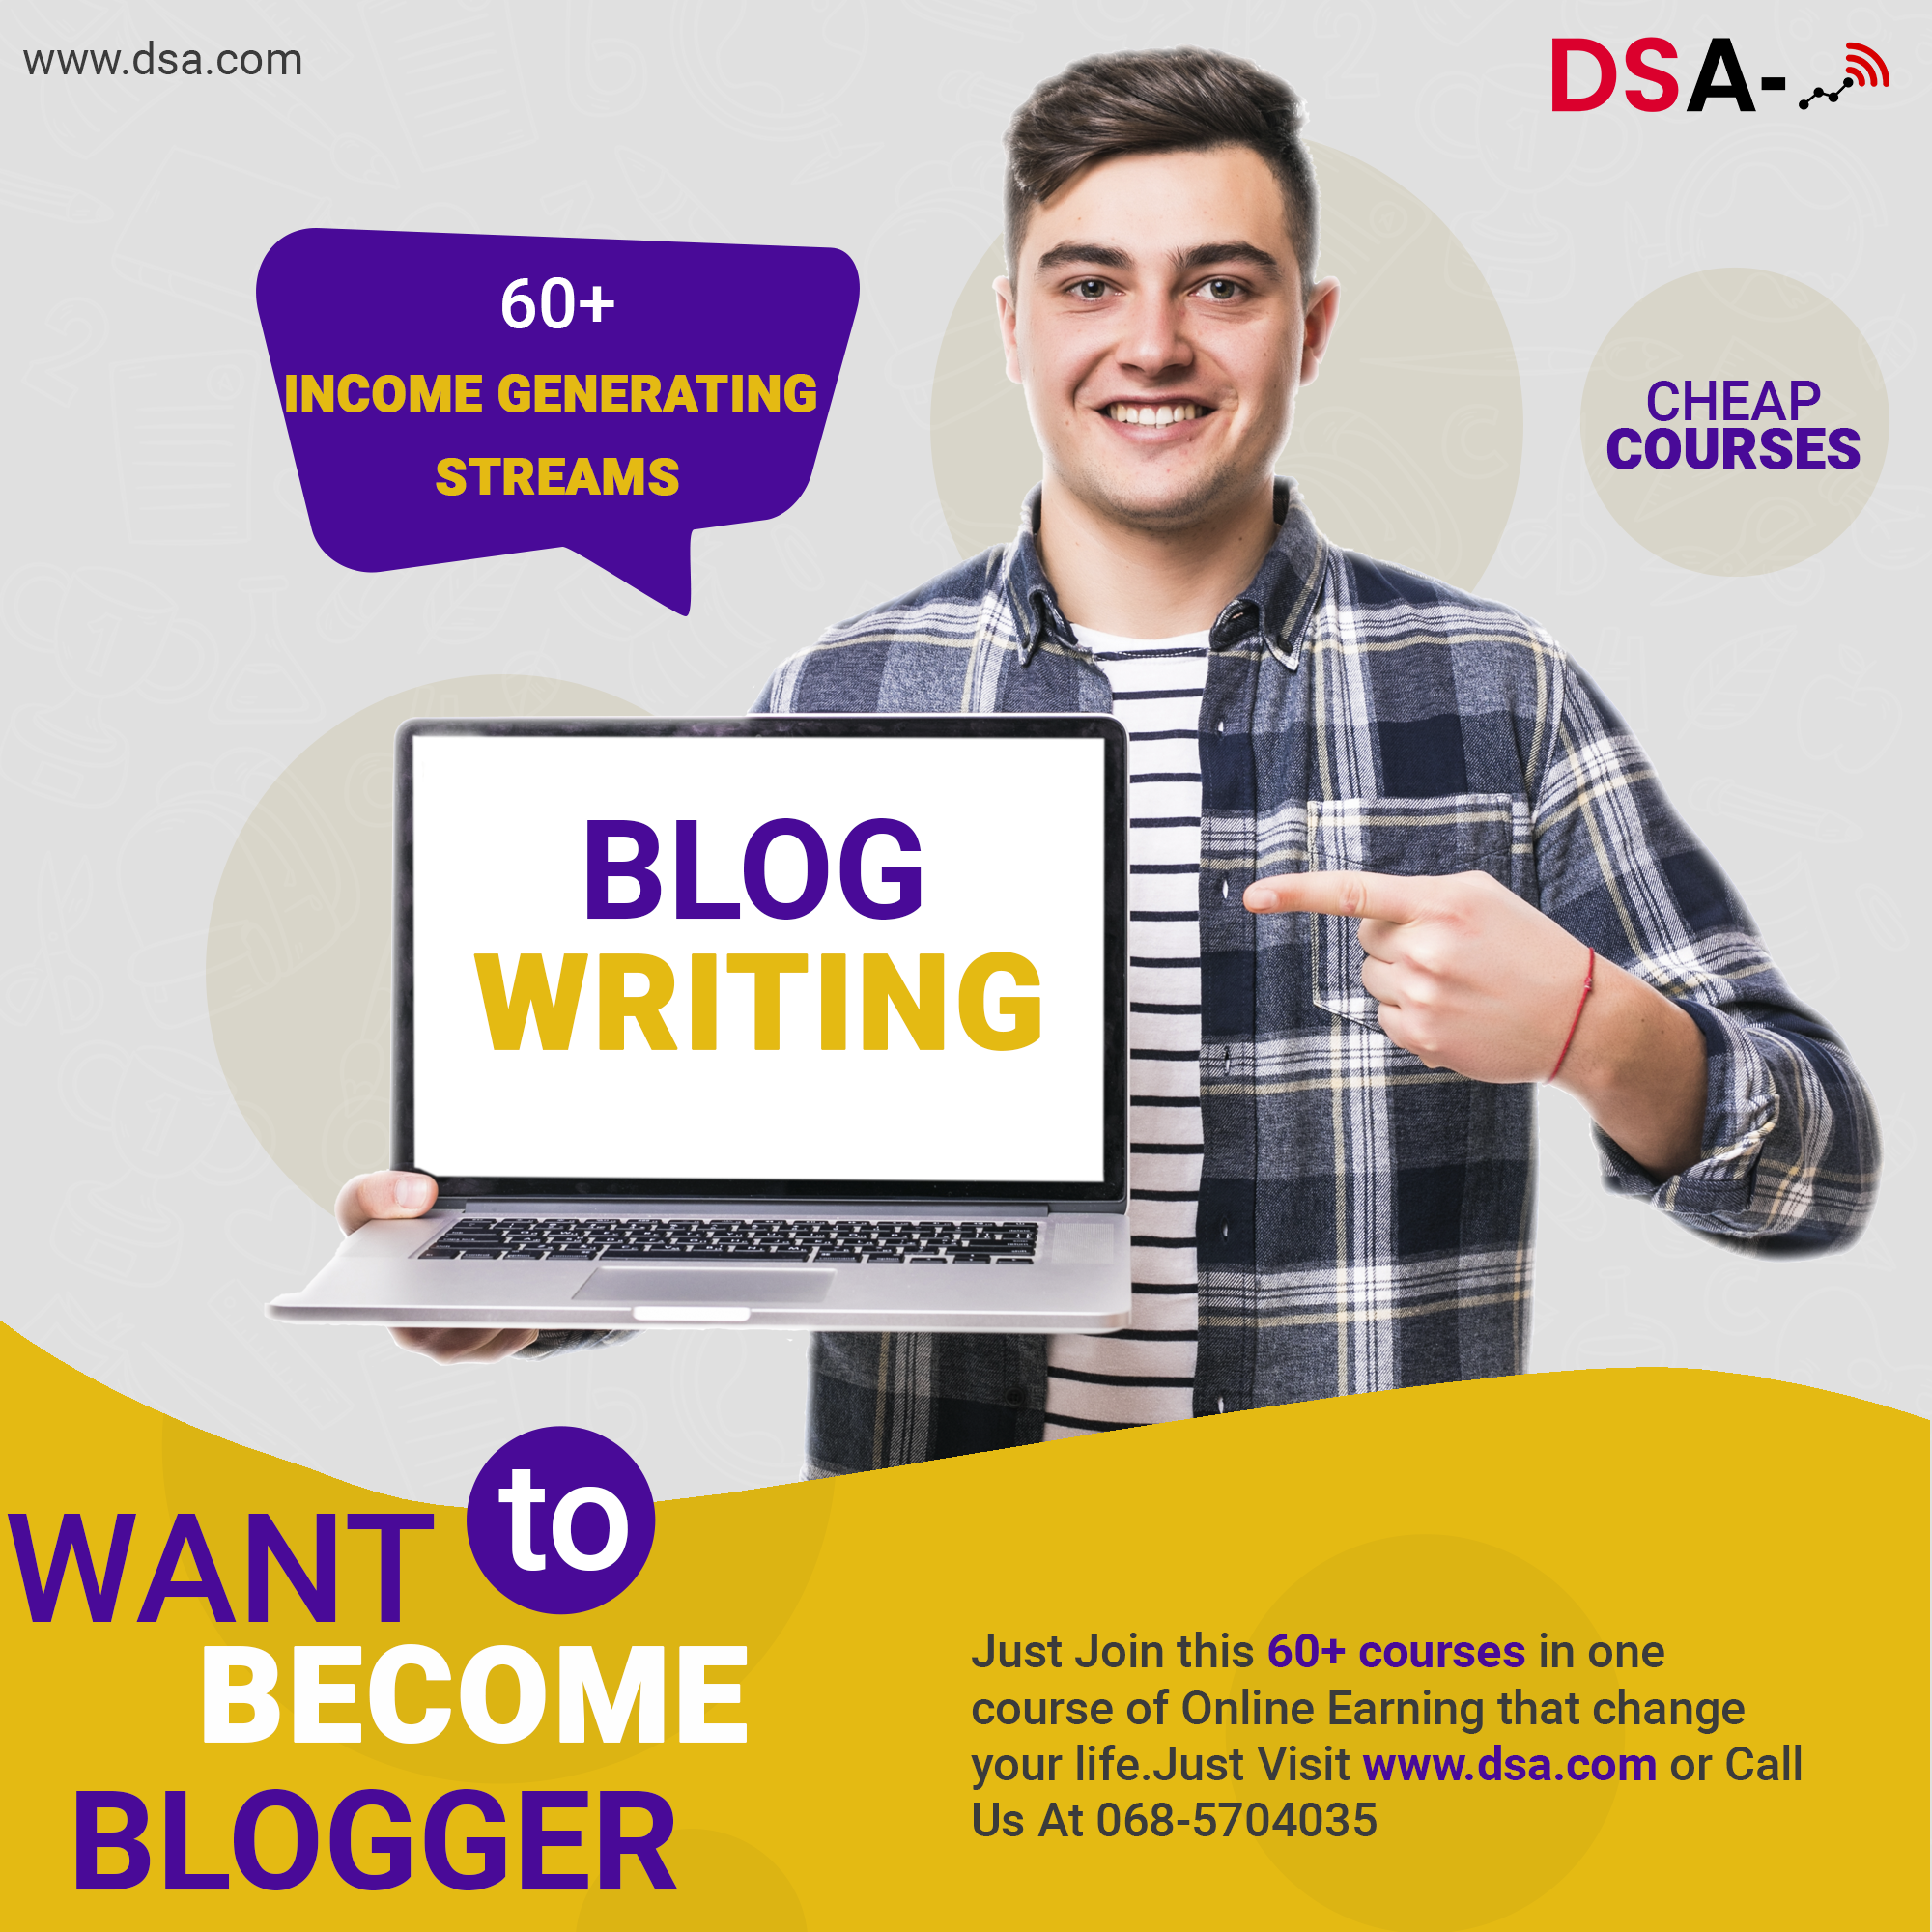 www.dsa.com
DSA-
60+
INCOME GENERATING
STREAMS
CHEAP
COURSES
BLOG
WRITING
WANT to
BECOME
BLOGGER
Just Join this 60+ courses in one
course of Online Earning that change
your life.Just Visit www.dsa.com or Call
Us At 068-5704035